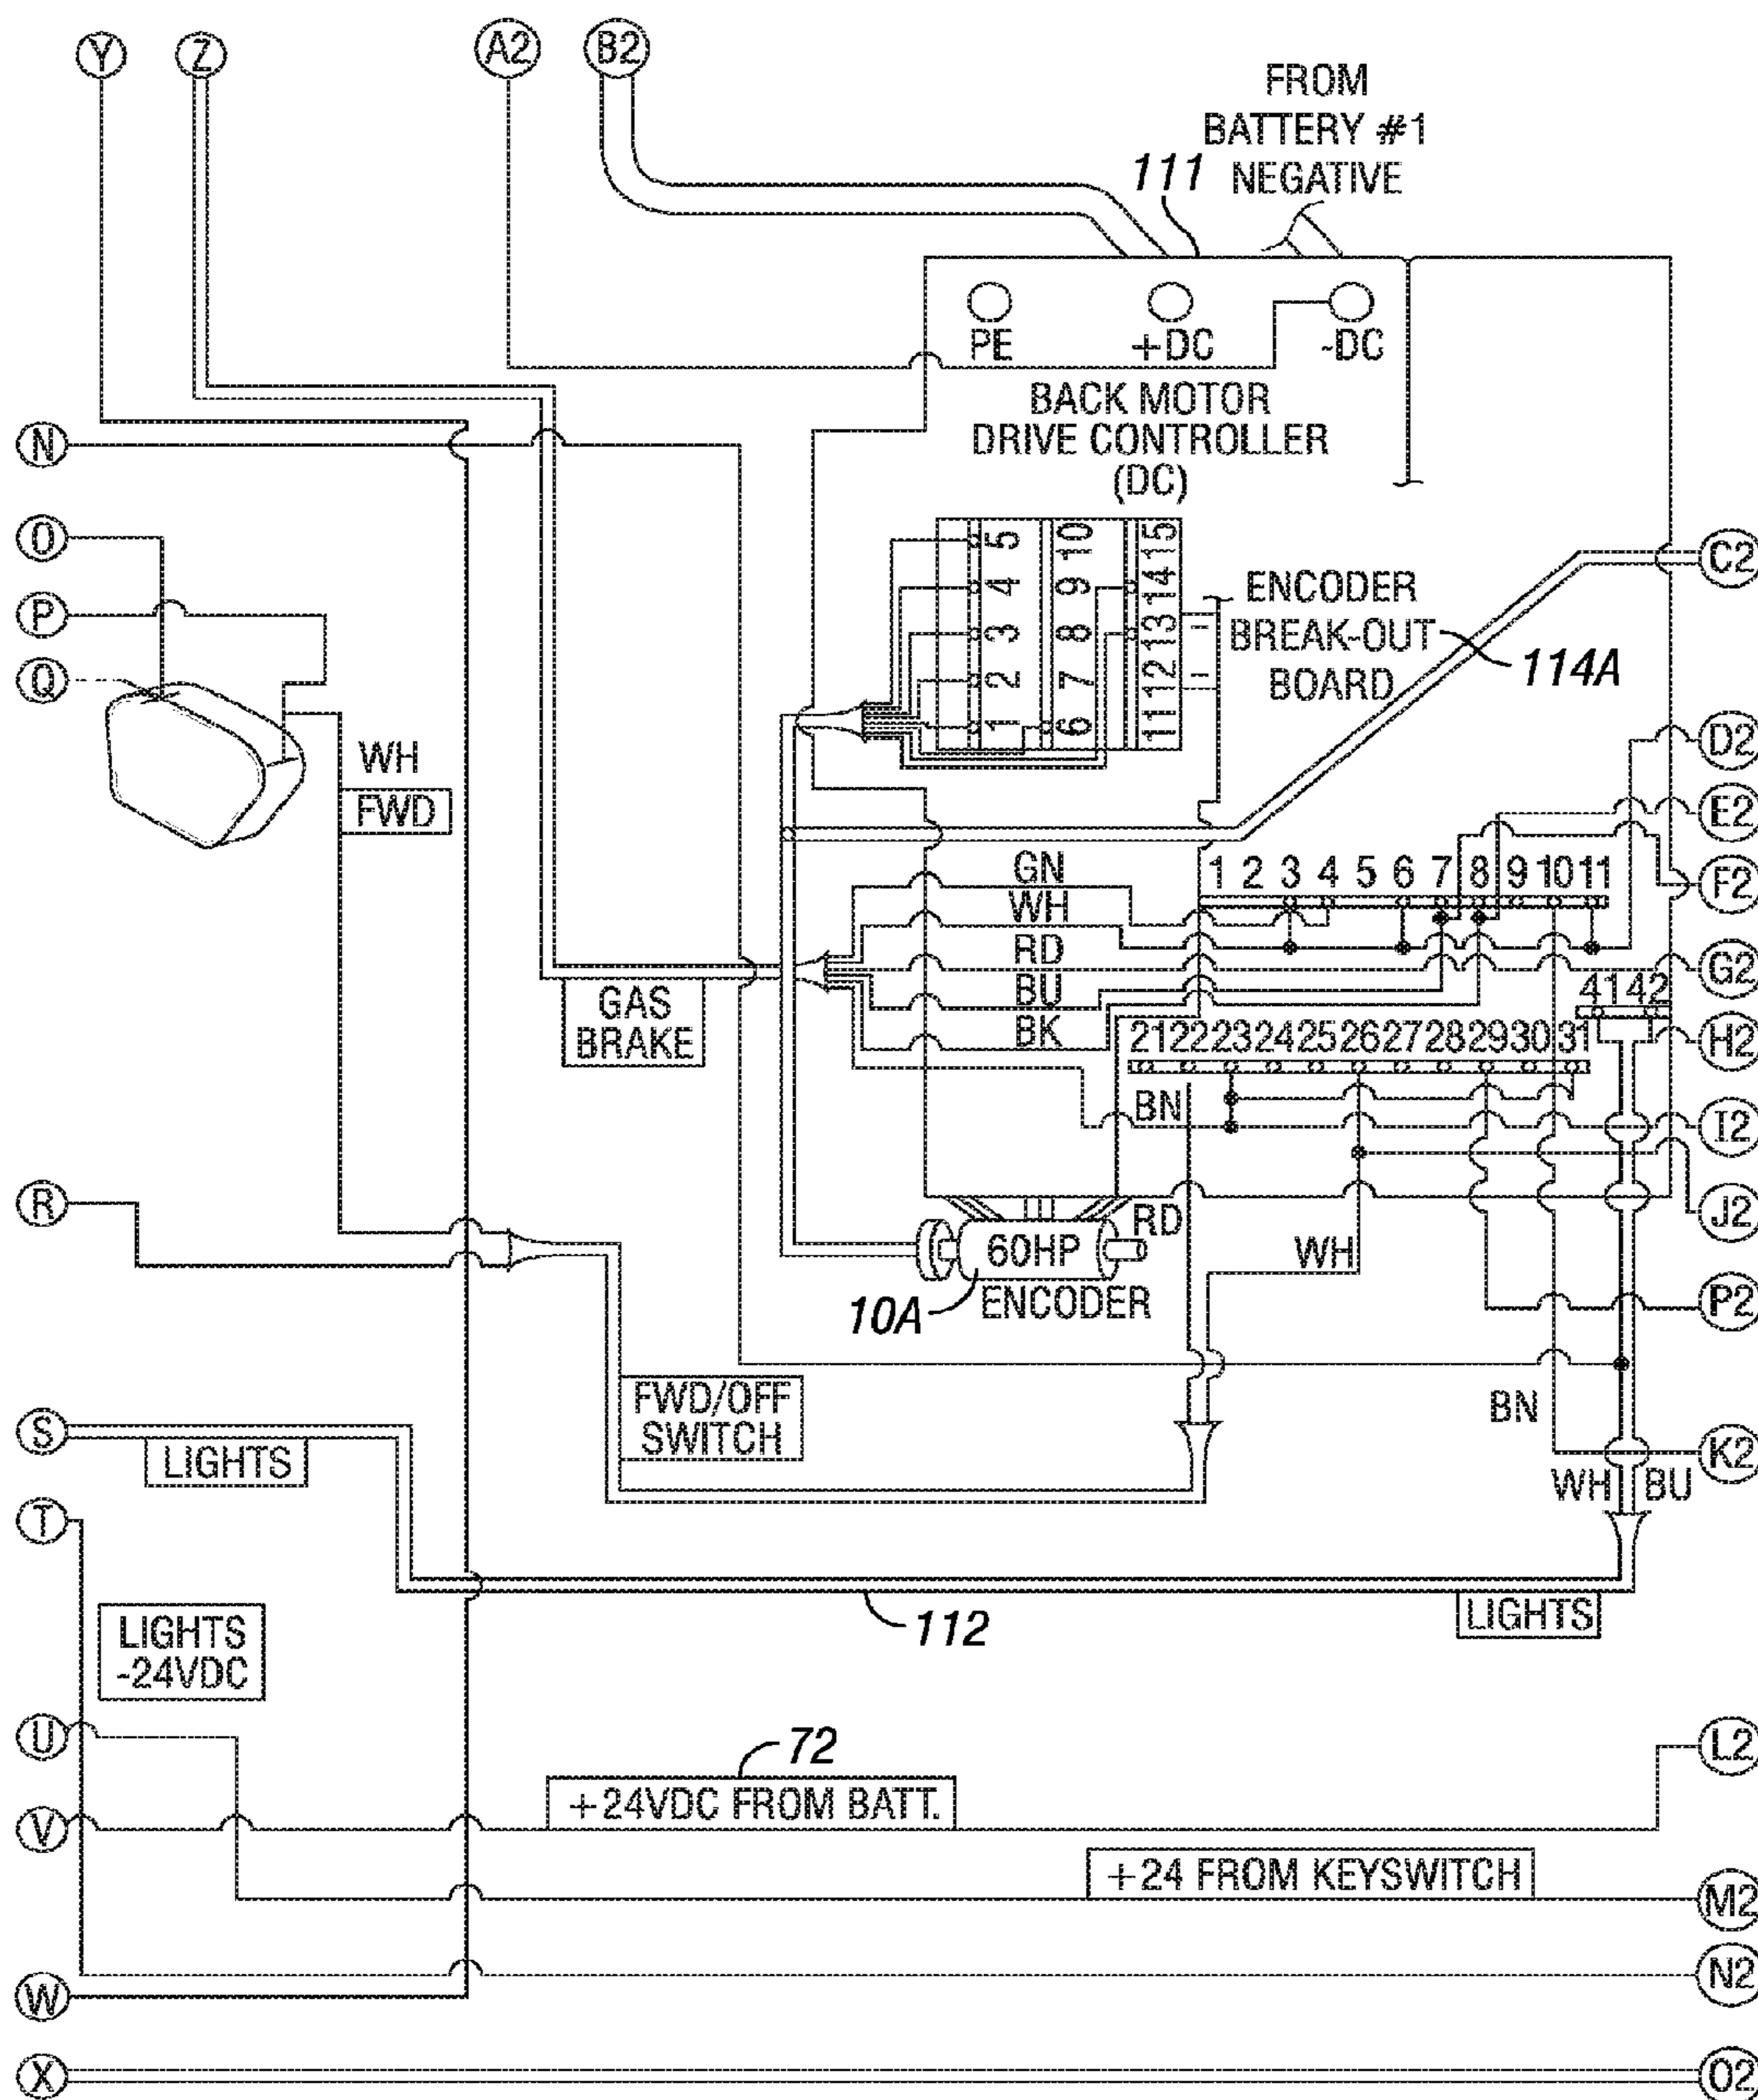 Y Z A2 B2
FROM
BATTERY #1
NEGATIVE
111
PE +DC -DC
BACK MOTOR
DRIVE CONTROLLER
(DC)
N
O
P
Q
WH
FWD
5 10 15
4 9 14
3 8 13
2 7 12
1 6 11
ENCODER
BREAK-OUT
BOARD
114A
C2
D2
E2
F2
GN
WH
RD
BU
BK
1 2 3 4 5 6 7 8 9 10 11
G2
GAS
BRAKE
41 42
H2
21 22 23 24 25 26 27 28 29 30 31
BN
I2
R
J2
RD
WH
60HP
ENCODER
10A
P2
FWD/OFF
SWITCH
BN
S
LIGHTS
K2
WH BU
T
112
LIGHTS
LIGHTS
-24VDC
U
72
L2
+24VDC FROM BATT.
V
+24 FROM KEYSWITCH
M2
N2
W
X
O2